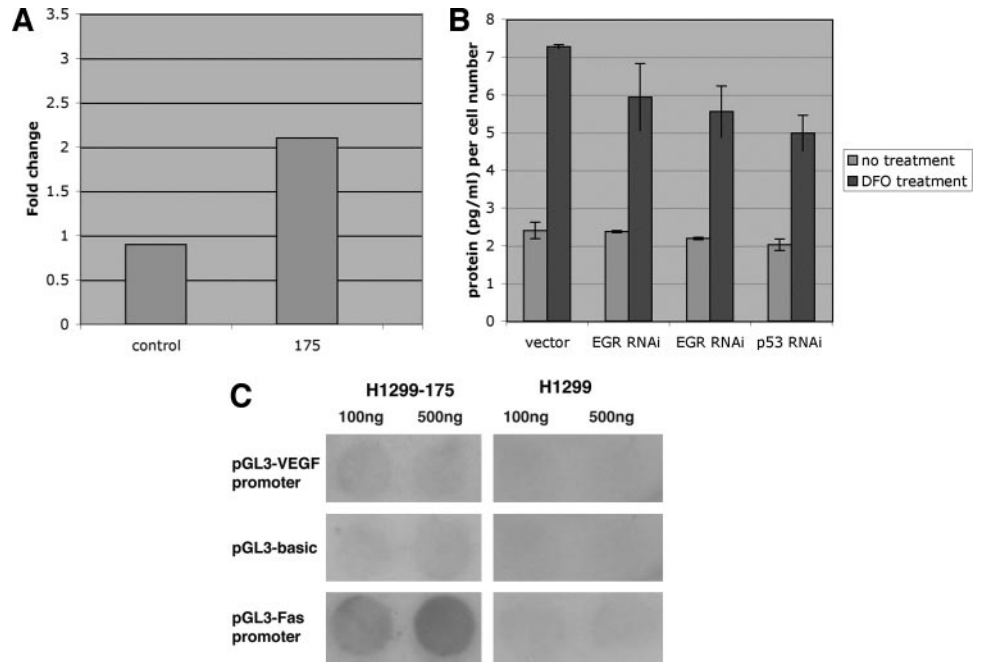 A
Fold change
3.5
3
2.5
2
1.5
1
0.5
0
control 175
B
protein (pg/ml) per cell number
8
7
6
5
4
3
2
1
0
vector EGR RNAi EGR RNAi p53 RNAi
no treatment
DFO treatment
C
H1299-175 H1299
100ng 500ng 100ng 500ng
pGL3-VEGF
promoter
pGL3-basic
pGL3-Fas
promoter